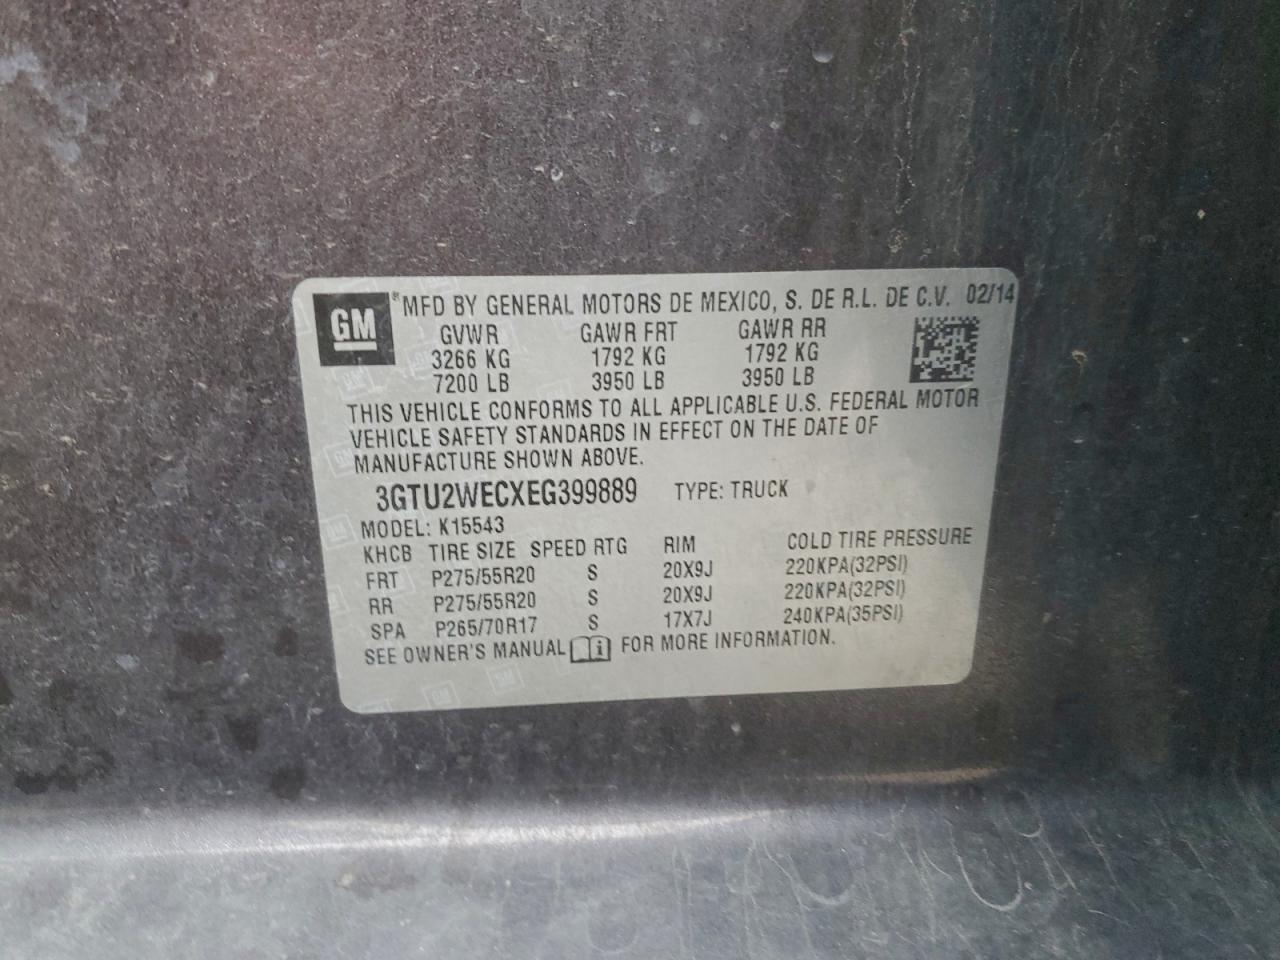 GM
® MFD BY GENERAL MOTORS DE MEXICO, S. DE R.L. DE C.V. 02/14
GVWR GAWR FRT GAWR RR
3266 KG 1792 KG 1792 KG
7200 LB 3950 LB 3950 LB
THIS VEHICLE CONFORMS TO ALL APPLICABLE U.S. FEDERAL MOTOR
VEHICLE SAFETY STANDARDS IN EFFECT ON THE DATE OF
MANUFACTURE SHOWN ABOVE.
3GTU2WECXEG399889 TYPE: TRUCK
MODEL: K15543
KHCB TIRE SIZE SPEED RTG RIM COLD TIRE PRESSURE
FRT P275/55R20 S 20X9J 220KPA(32PSI)
RR P275/55R20 S 20X9J 220KPA(32PSI)
SPA P265/70R17 S 17X7J 240KPA(35PSI)
SEE OWNER'S MANUAL i FOR MORE INFORMATION.